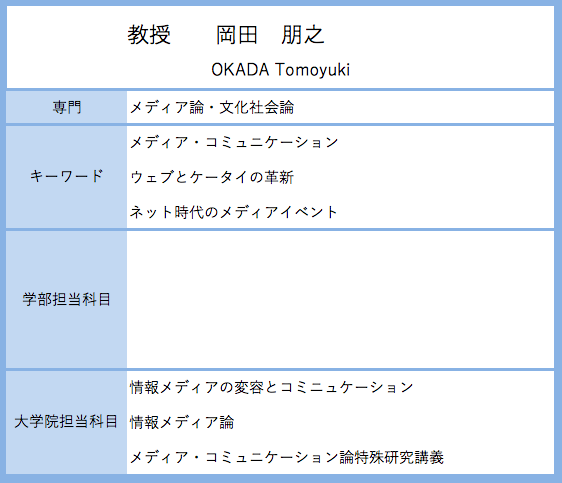 教授　　岡田　朋之
OKADA Tomoyuki
専門
メディア論・文化社会論
キーワード
メディア・コミュニケーション
ウェブとケータイの革新
ネット時代のメディアイベント
学部担当科目
大学院担当科目
情報メディアの変容とコミニュケーション
情報メディア論
メディア・コミュニケーション論特殊研究講義